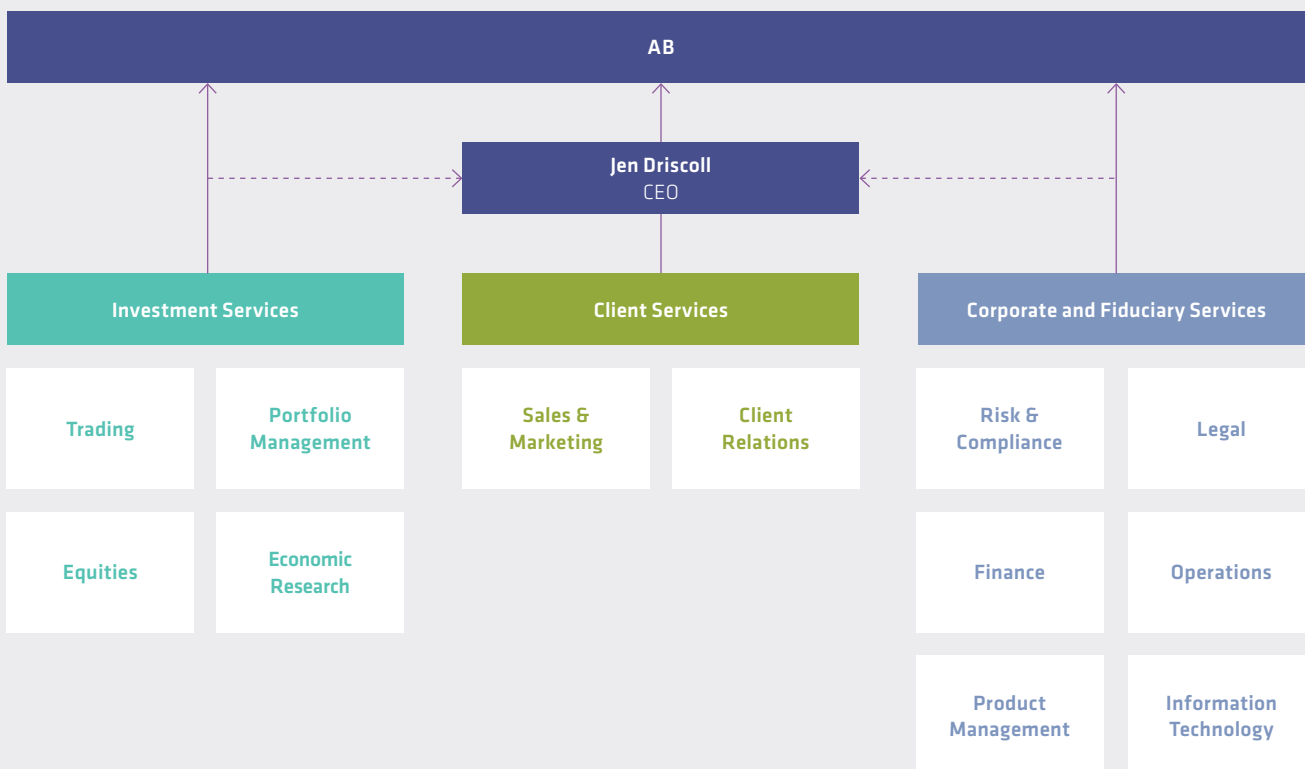 AB
Jen Driscoll
CEO
Investment Services
Client Services
Corporate and Fiduciary Services
Trading
Portfolio
Management
Sales &
Marketing
Client
Relations
Risk &
Compliance
Legal
Equities
Economic
Research
Finance
Operations
Product
Management
Information
Technology